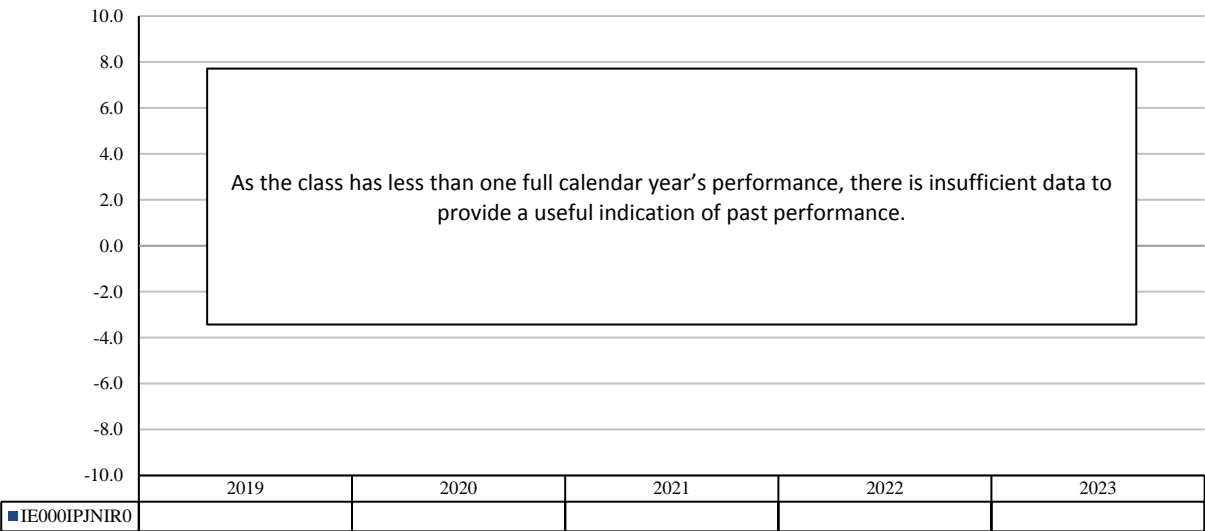 10.0
8.0
6.0
4.0
2.0
0.0
-2.0
-4.0
-6.0
-8.0
-10.0
As the class has less than one full calendar year’s performance, there is insufficient data to
provide a useful indication of past performance.
2019 2020 2021 2022 2023
IE000IPJNIR0